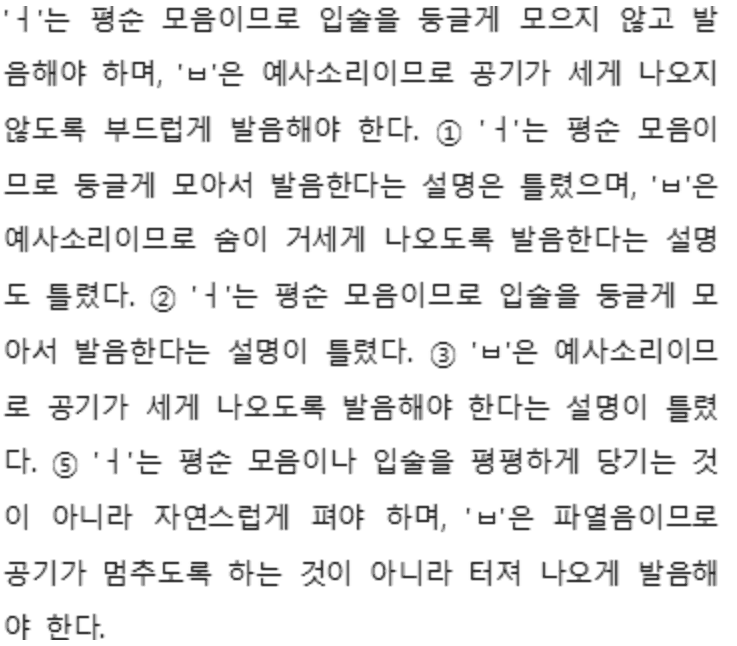 'ㅓ'는 평순 모음이므로 입술을 둥글게 모으지 않고 발
음해야 하며, 'ㅂ'은 예사소리이므로 공기가 세게 나오지
않도록 부드럽게 발음해야 한다. ① 'ㅓ'는 평순 모음이
므로 둥글게 모아서 발음한다는 설명은 틀렸으며, 'ㅂ'은
예사소리이므로 숨이 거세게 나오도록 발음한다는 설명
도 틀렸다. ② 'ㅓ'는 평순 모음이므로 입술을 둥글게 모
아서 발음한다는 설명이 틀렸다. ③ 'ㅂ'은 예사소리이므
로 공기가 세게 나오도록 발음해야 한다는 설명이 틀렸
다. ⑤ 'ㅓ'는 평순 모음이나 입술을 평평하게 당기는 것
이 아니라 자연스럽게 펴야 하며, 'ㅂ'은 파열음이므로
공기가 멈추도록 하는 것이 아니라 터져 나오게 발음해
야 한다.